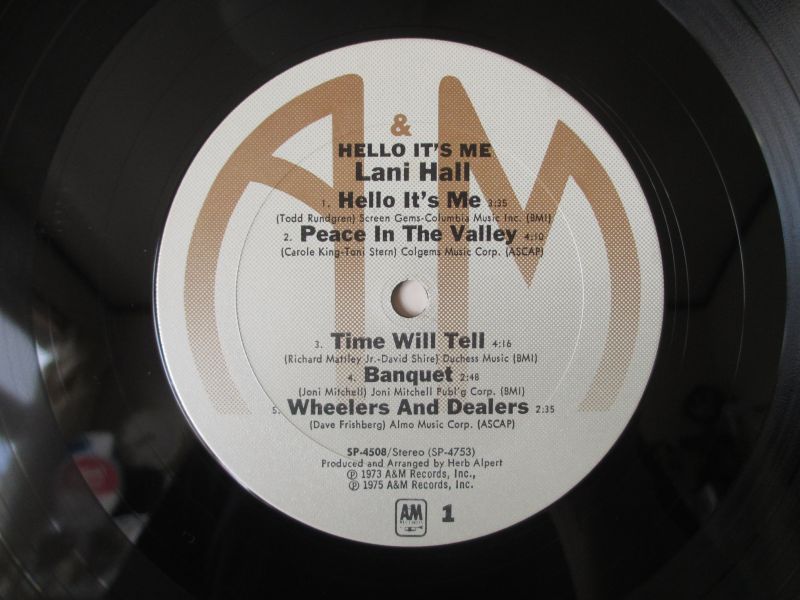 &
HELLO IT'S ME
Lani Hall
1. Hello It's Me 3:35
(Todd Rundgren) Screen Gems-Columbia Music Inc. (BMI)
2. Peace In The Valley 4:10
(Carole King-Toni Stern) Colgems Music Corp. (ASCAP)
3. Time Will Tell 4:16
(Richard Maltley Jr.-David Shire) Duchess Music (BMI)
4. Banquet 2:48
(Joni Mitchell) Joni Mitchell Publ'g Corp. (BMI)
5. Wheelers And Dealers 2:35
(Dave Frishberg) Almo Music Corp. (ASCAP)
SP-4508/Stereo (SP-4753)
Produced and Arranged by Herb Alpert
℗ 1973 A&M Records, Inc.,
℗ 1975 A&M Records, Inc.
AM RECORDS 1